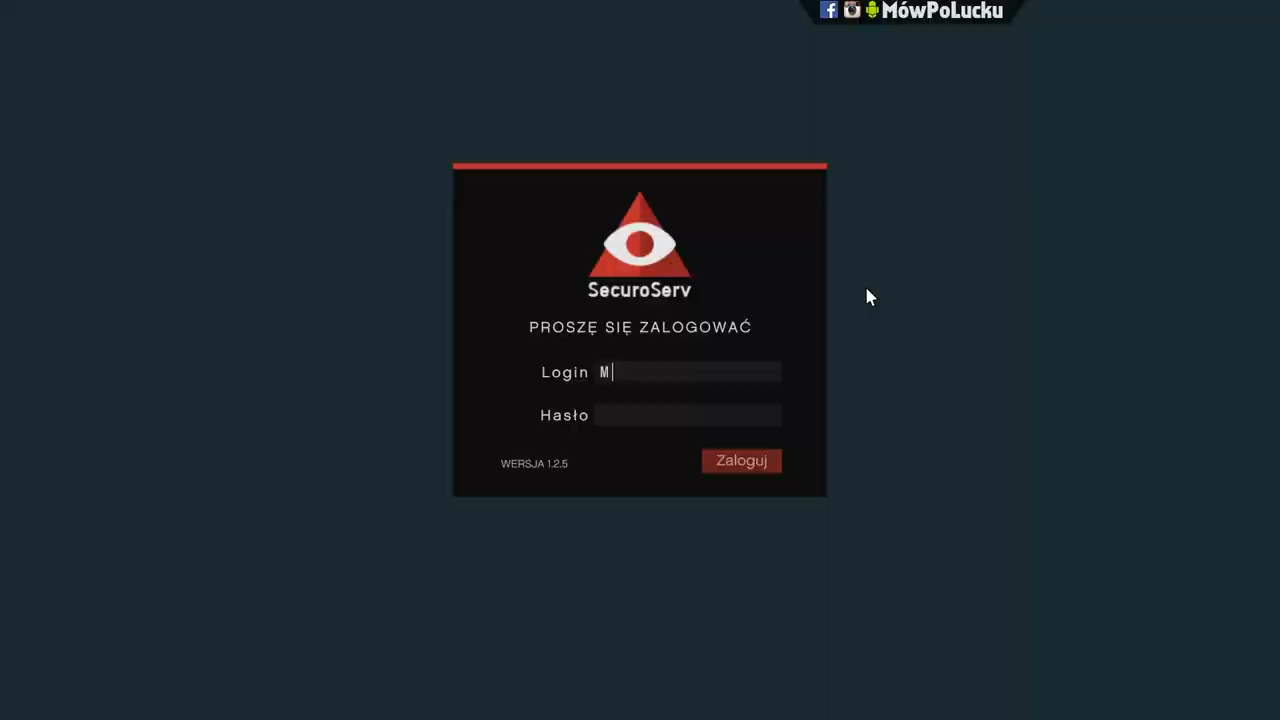 MówPoLucku
SecuroServ
PROSZĘ SIĘ ZALOGOWAĆ
Login M
Hasło
WERSJA 1.2.5
Zaloguj